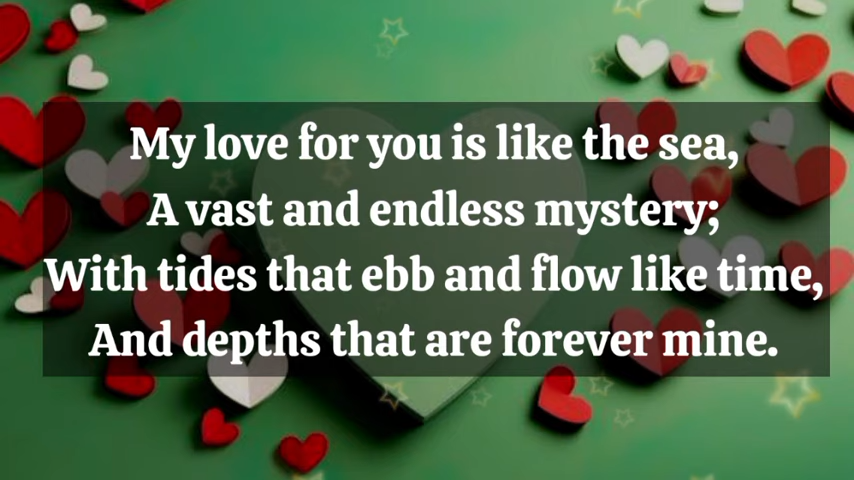 My love for you is like the sea,
A vast and endless mystery;
With tides that ebb and flow like time,
And depths that are forever mine.